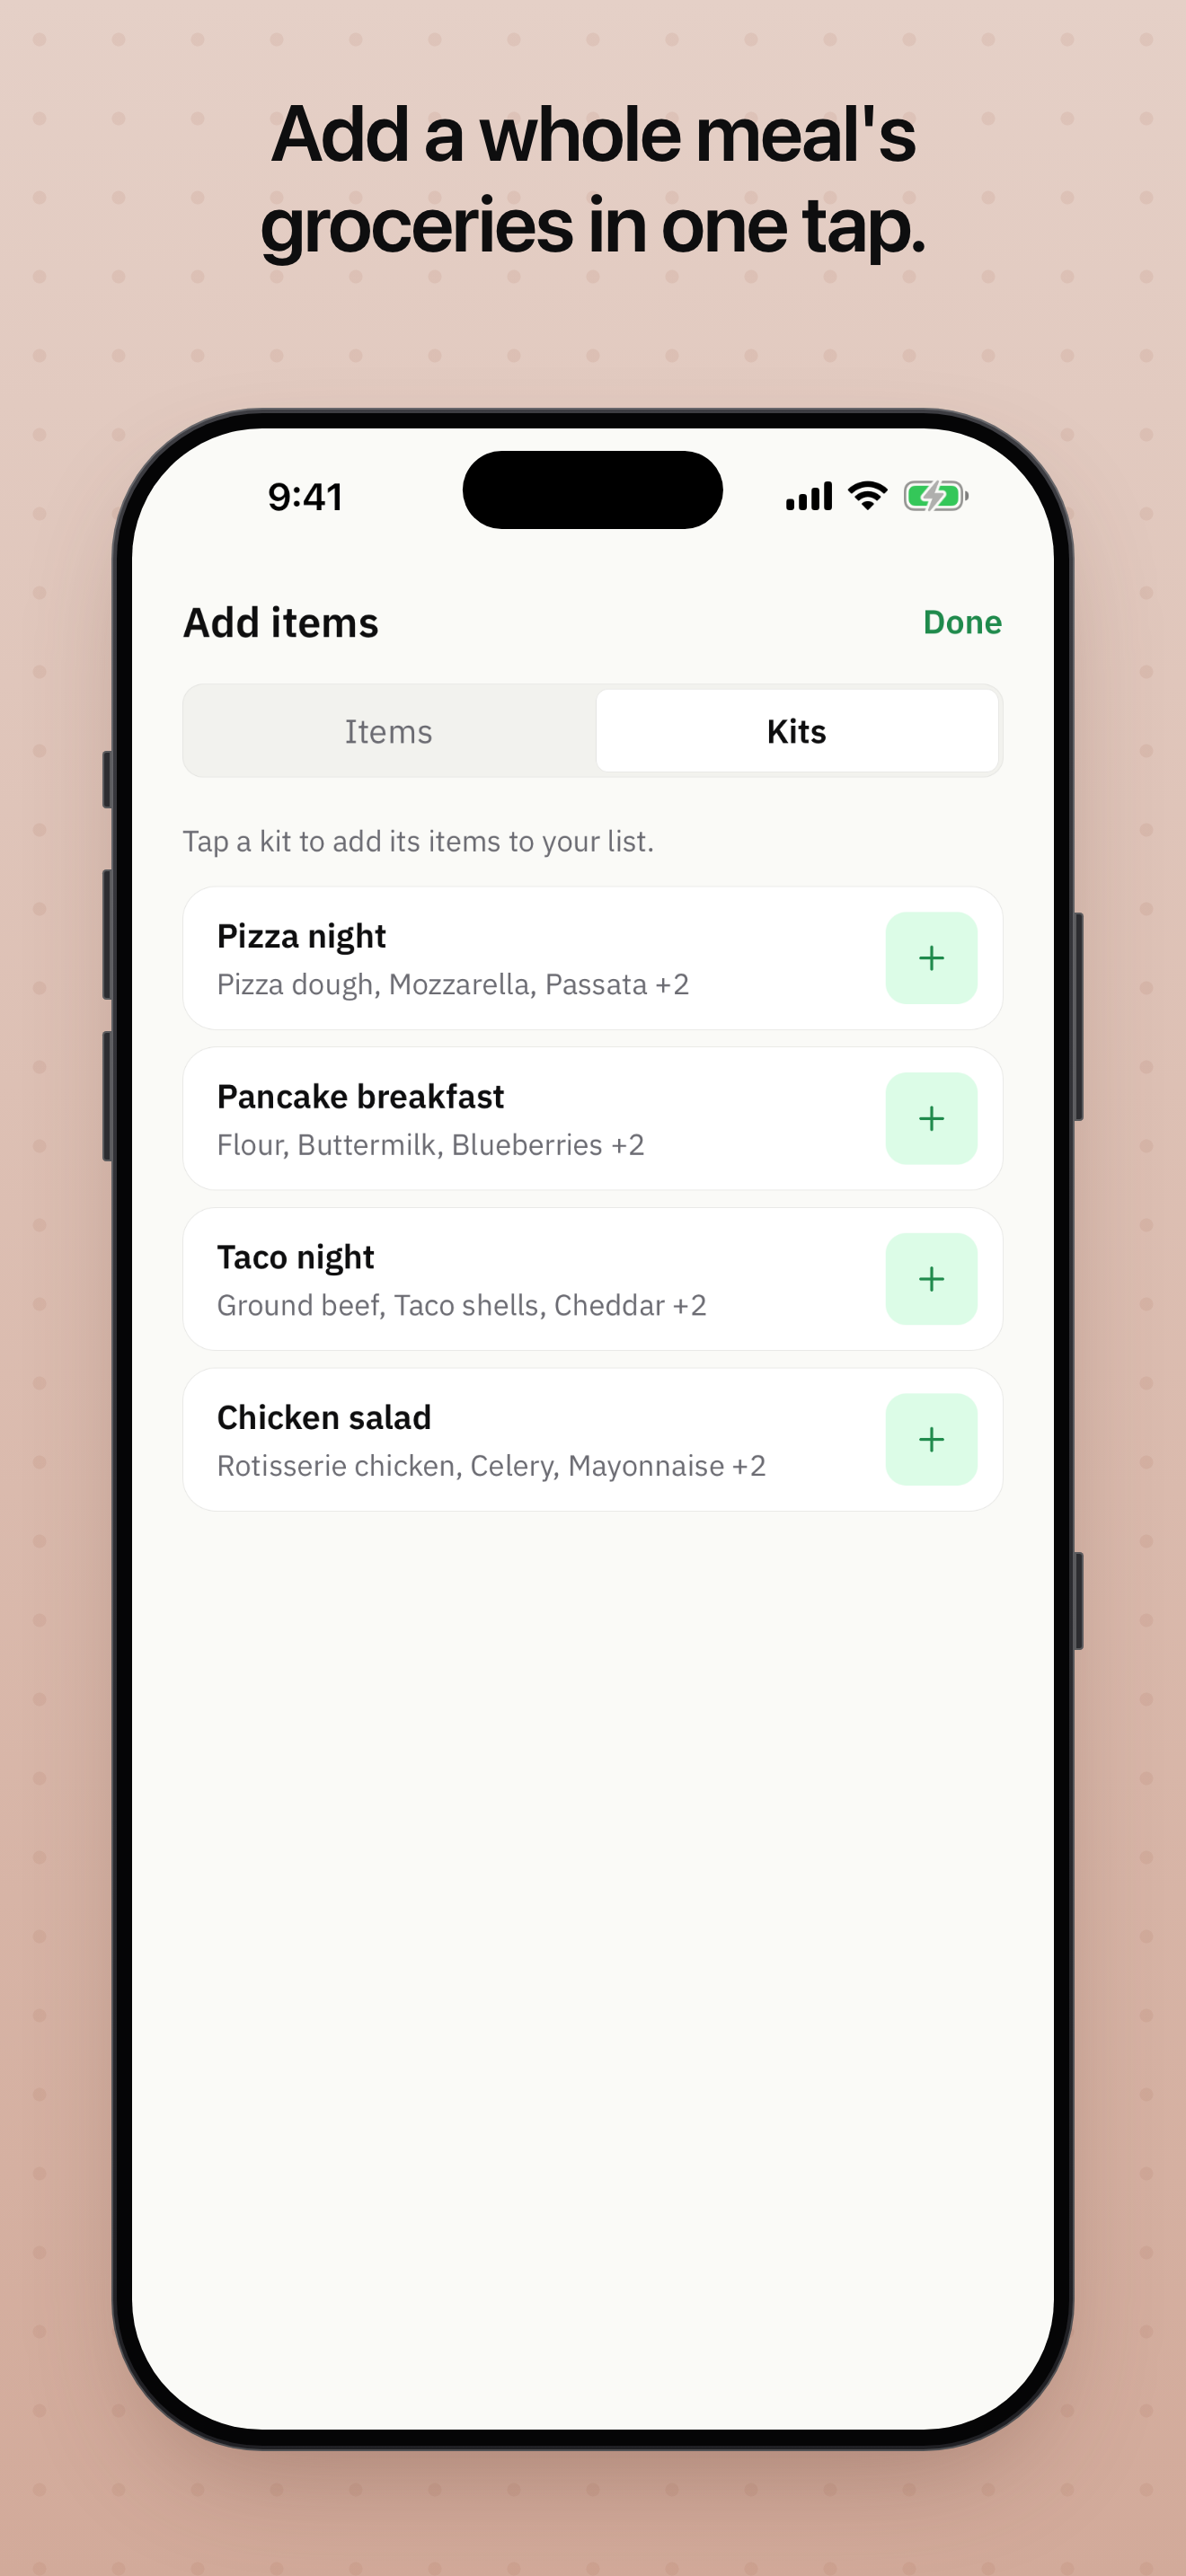 Add a whole meal's
groceries in one tap.
9:41
Add items
Done
Items
Kits
Tap a kit to add its items to your list.
Pizza night
Pizza dough, Mozzarella, Passata +2
Pancake breakfast
Flour, Buttermilk, Blueberries +2
Taco night
Ground beef, Taco shells, Cheddar +2
Chicken salad
Rotisserie chicken, Celery, Mayonnaise +2